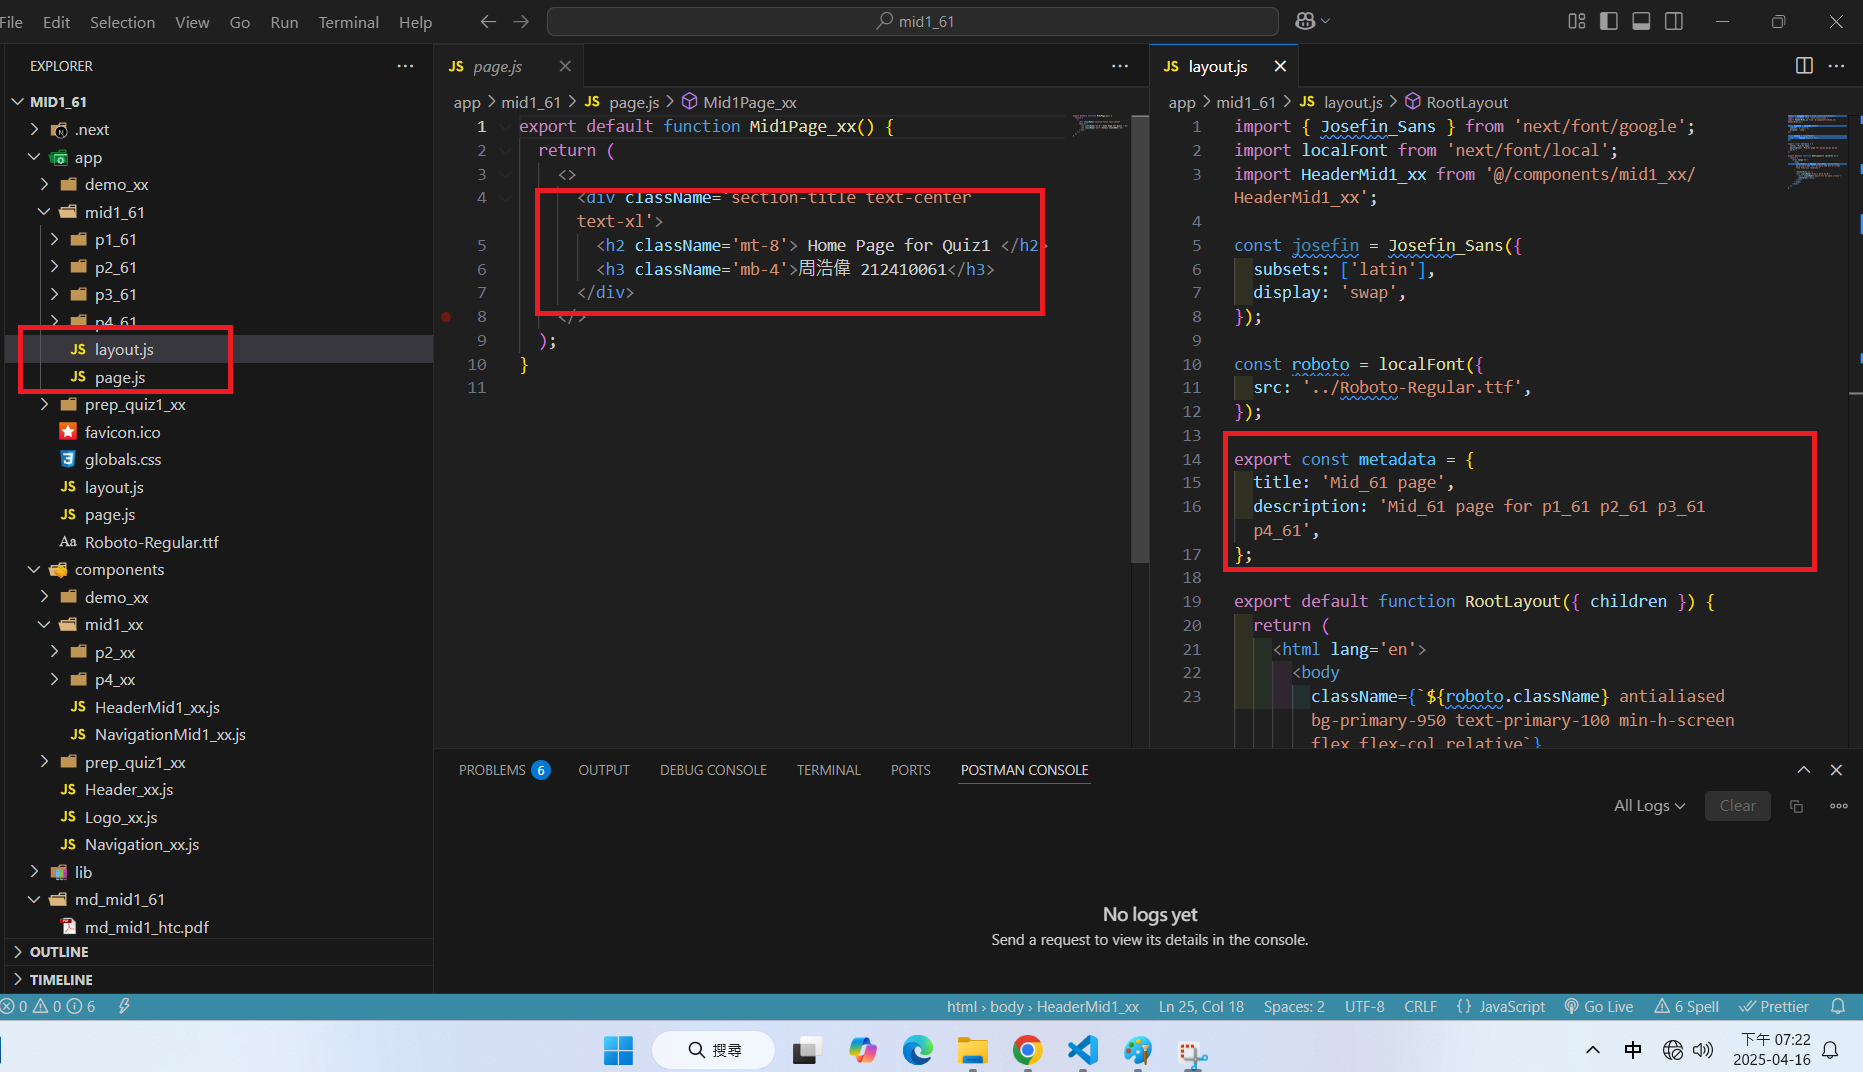 File Edit Selection View Go Run Terminal Help
mid1_61
EXPLORER
MID1_61
.next
app
demo_xx
mid1_61
p1_61
p2_61
p3_61
p4_61
layout.js
page.js
prep_quiz1_xx
favicon.ico
globals.css
layout.js
page.js
Roboto-Regular.ttf
components
demo_xx
mid1_xx
p2_xx
p4_xx
HeaderMid1_xx.js
NavigationMid1_xx.js
prep_quiz1_xx
Header_xx.js
Logo_xx.js
Navigation_xx.js
lib
md_mid1_61
md_mid1_htc.pdf
OUTLINE
TIMELINE
JS page.js
app > mid1_61 > JS page.js > Mid1Page_xx
1 export default function Mid1Page_xx() {
2 return (
3 <>
4 <div className='section-title text-center
text-xl'>
5 <h2 className='mt-8'> Home Page for Quiz1 </h2
6 <h3 className='mb-4'>周浩偉 212410061</h3>
7 </div>
8 </>
9 );
10 }
11
JS layout.js
app > mid1_61 > JS layout.js > RootLayout
1 import { Josefin_Sans } from 'next/font/google';
2 import localFont from 'next/font/local';
3 import HeaderMid1_xx from '@/components/mid1_xx/
HeaderMid1_xx';
4
5 const josefin = Josefin_Sans({
6 subsets: ['latin'],
7 display: 'swap',
8 });
9
10 const roboto = localFont({
11 src: '../Roboto-Regular.ttf',
12 });
13
14 export const metadata = {
15 title: 'Mid_61 page',
16 description: 'Mid_61 page for p1_61 p2_61 p3_61
p4_61',
17 };
18
19 export default function RootLayout({ children }) {
20 return (
21 <html lang='en'>
22 <body
23 className={`${roboto.className} antialiased
bg-primary-950 text-primary-100 min-h-screen
flex flex-col relative`}
PROBLEMS 6 OUTPUT DEBUG CONSOLE TERMINAL PORTS POSTMAN CONSOLE
All Logs Clear
No logs yet
Send a request to view its details in the console.
0 0 6 html › body › HeaderMid1_xx Ln 25, Col 18 Spaces: 2 UTF-8 CRLF {} JavaScript Go Live 6 Spell Prettier
搜尋 中 下午 07:22
2025-04-16